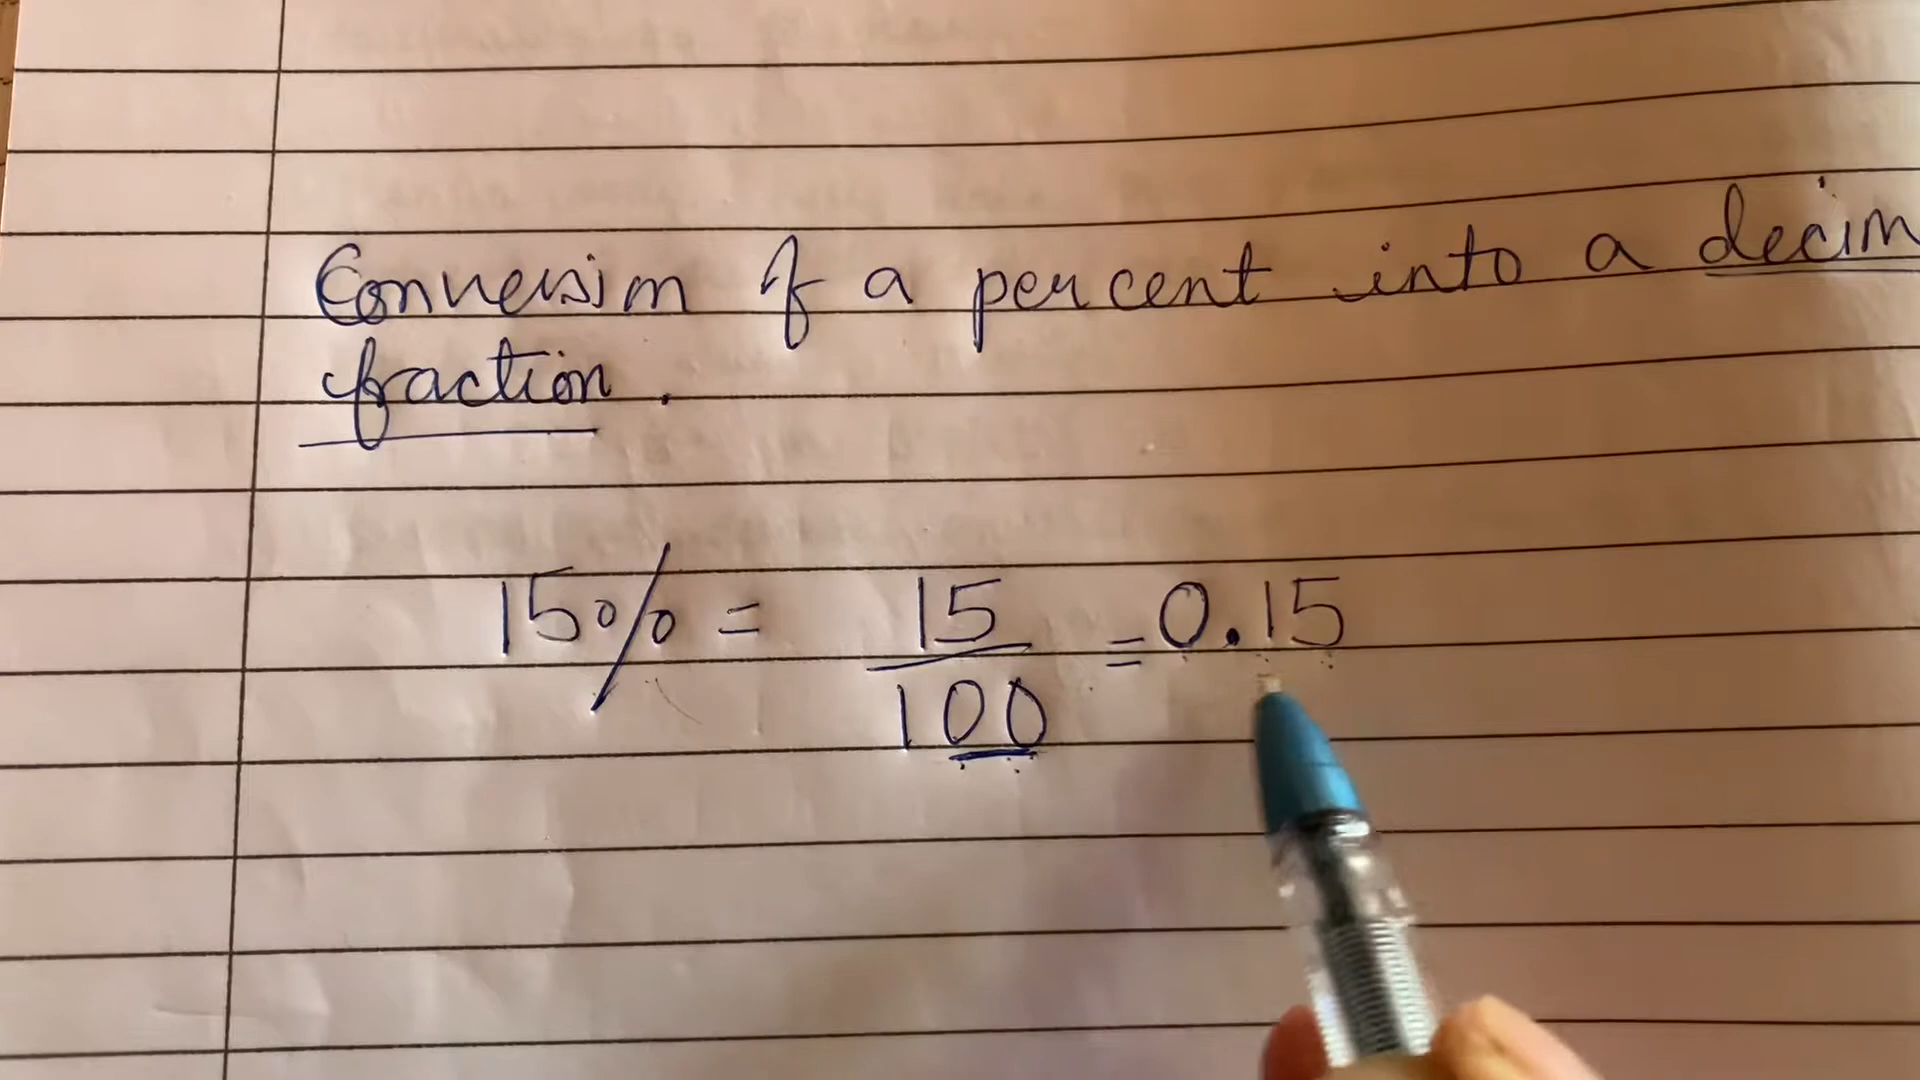 Conversion of a percent into a decim
fraction.
15% = 15/100 = 0.15